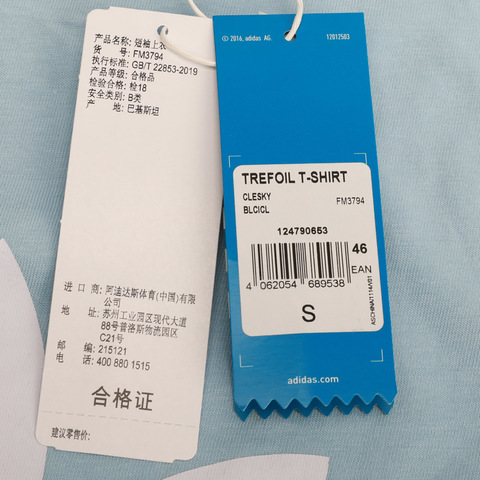 产品名称: 短袖上衣
货 号: FM3794
执行标准: GB/T 22853-2019
产品等级: 合格品
检验合格: 检18
安全类别: B类
产 地: 巴基斯坦
进 口 商: 阿迪达斯体育(中国)有限
公司
地 址: 苏州工业园区现代大道
88号普洛斯物流园区
C21号
邮 编: 215121
电 话: 400 880 1515
合格证
建议零售价:
© 2016, adidas AG.
12012503
TREFOIL T-SHIRT
CLESKY
BLCICL
FM3794
124790653
46
EAN
4 062054 689538
S
ASCHINA1114/V01
adidas.com